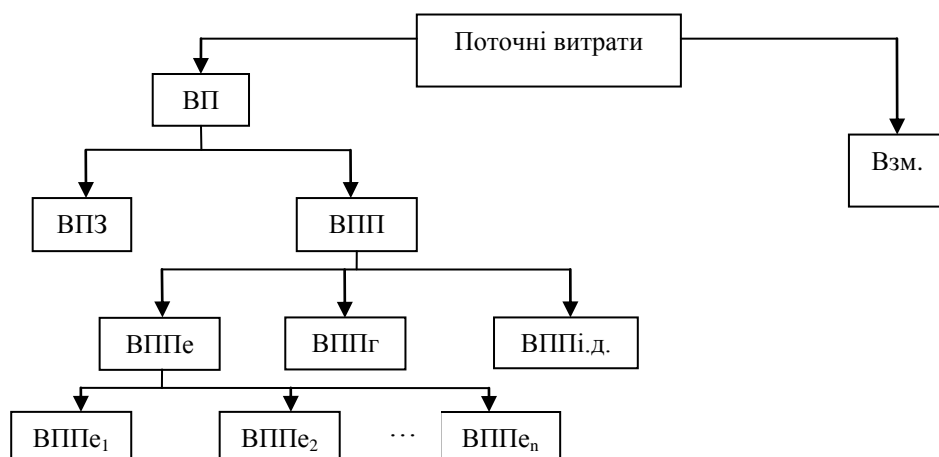 Поточні витрати
ВП
Взм.
ВПЗ
ВПП
ВППе
ВППг
ВППі.д.
ВППе₁
ВППе₂
...
ВППеₙ